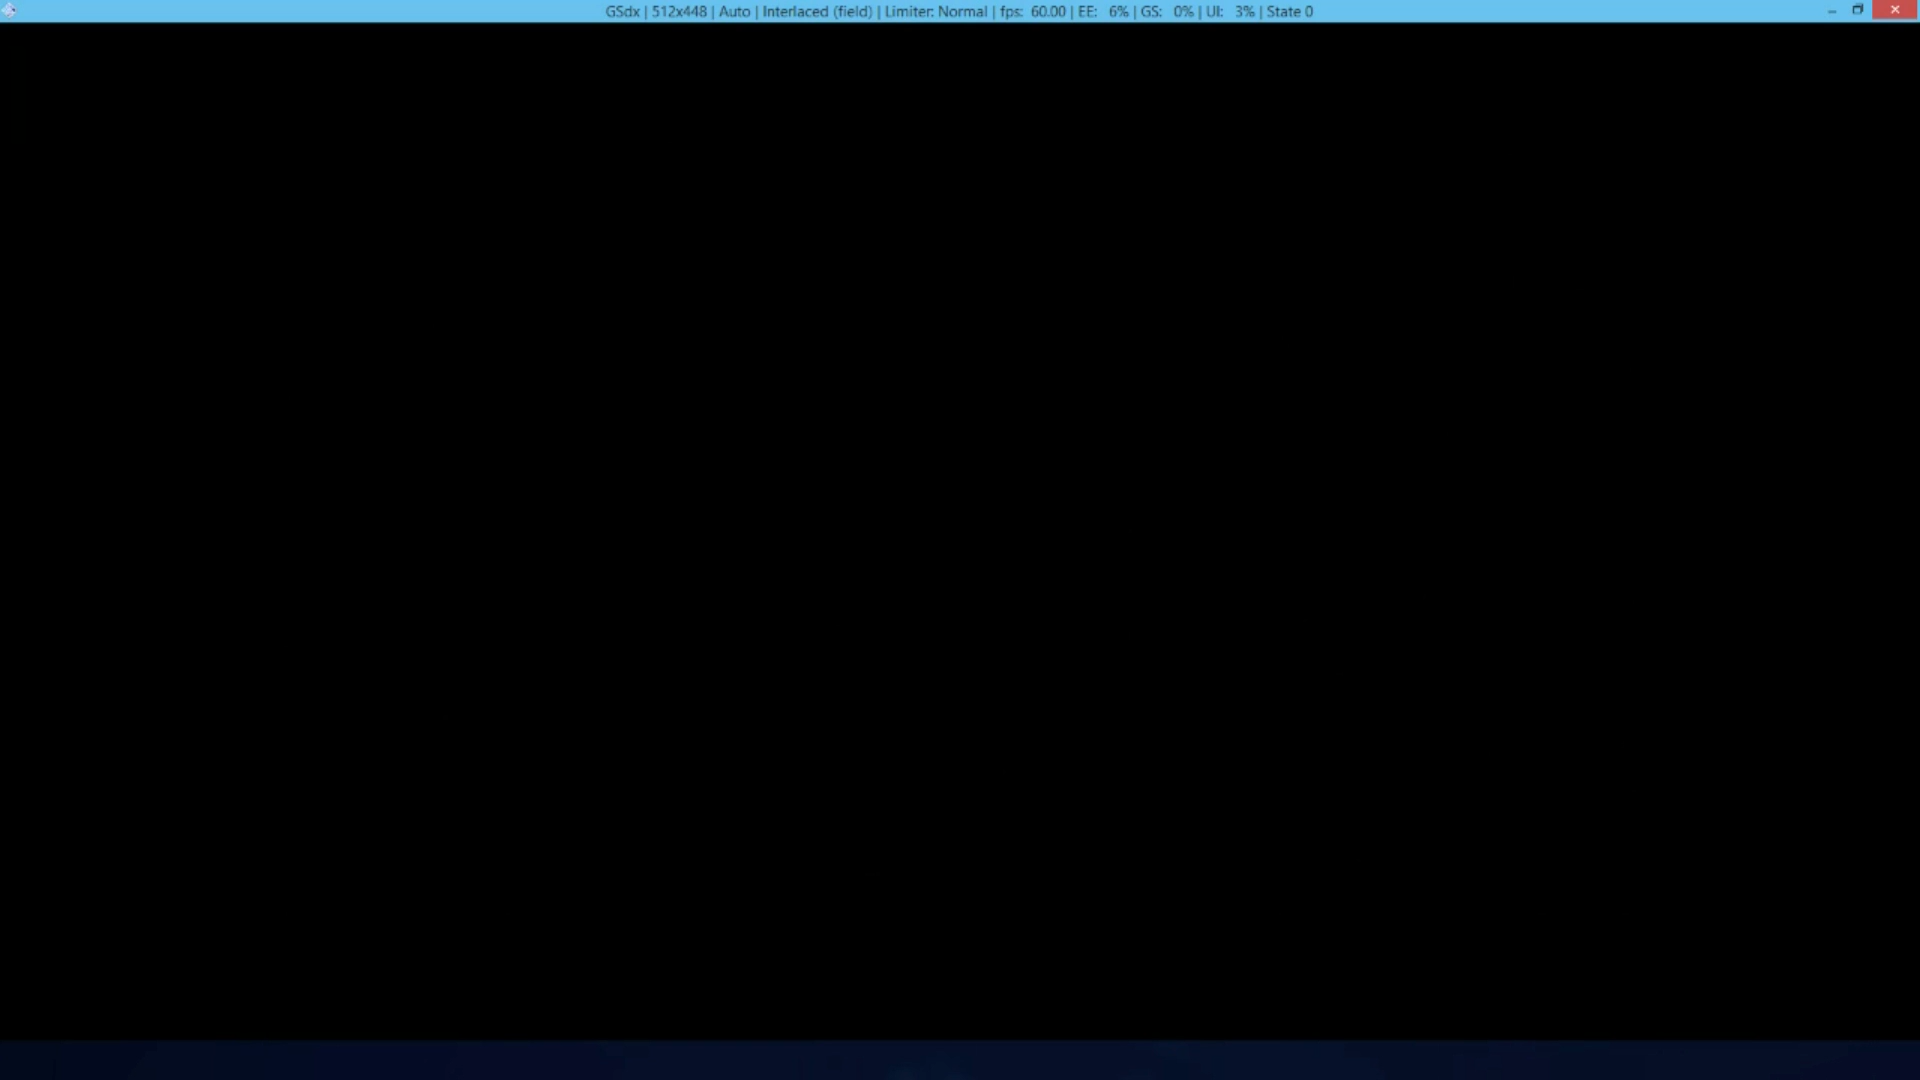 GSdx | 512x448 | Auto | Interlaced (field) | Limiter: Normal | fps: 60.00 | EE: 6% | GS: 0% | UI: 3% | State 0